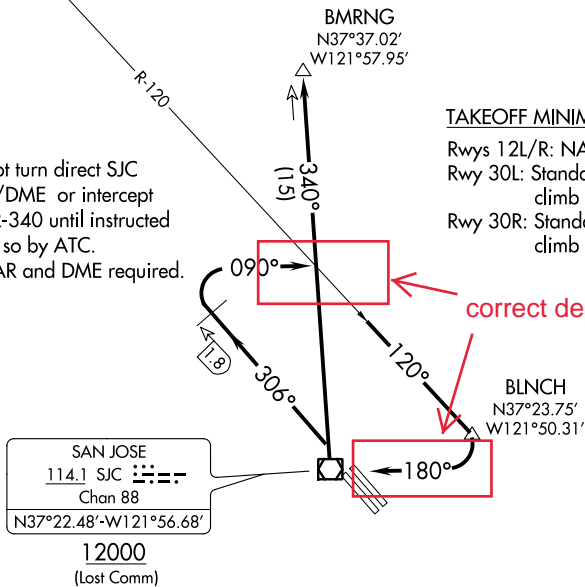 BMRNG
N37°37.02'
W121°57.95'
R-120
TAKEOFF MINIM
Rwys 12L/R: NA
Rwy 30L: Standa
climb
Rwy 30R: Standa
climb
ot turn direct SJC
/DME or intercept
R-340 until instructed
so by ATC.
AR and DME required.
340°
(15)
090°
correct de
1.8
306°
120°
BLNCH
N37°23.75'
W121°50.31'
180°
SAN JOSE
114.1 SJC
Chan 88
N37°22.48'-W121°56.68'
12000
(Lost Comm)